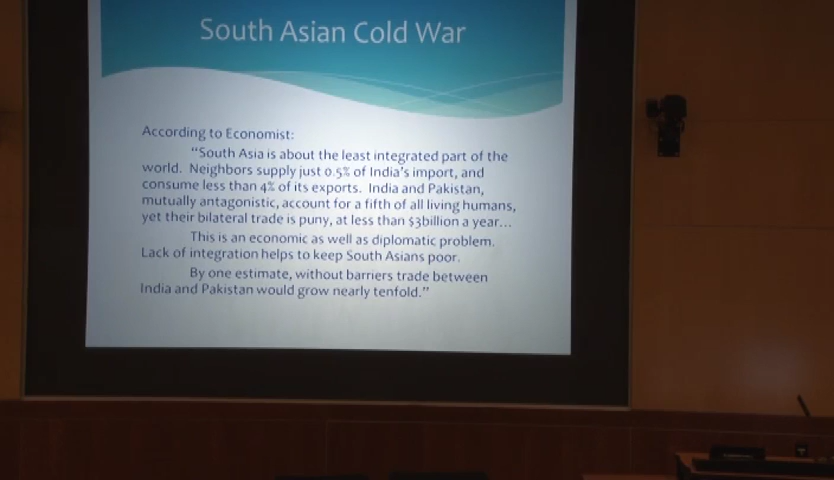 South Asian Cold War
According to Economist:
“South Asia is about the least integrated part of the
world. Neighbors supply just 0.5% of India's import, and
consume less than 4% of its exports. India and Pakistan,
mutually antagonistic, account for a fifth of all living humans,
yet their bilateral trade is puny, at less than $3billion a year...
This is an economic as well as diplomatic problem.
Lack of integration helps to keep South Asians poor.
By one estimate, without barriers trade between
India and Pakistan would grow nearly tenfold.”